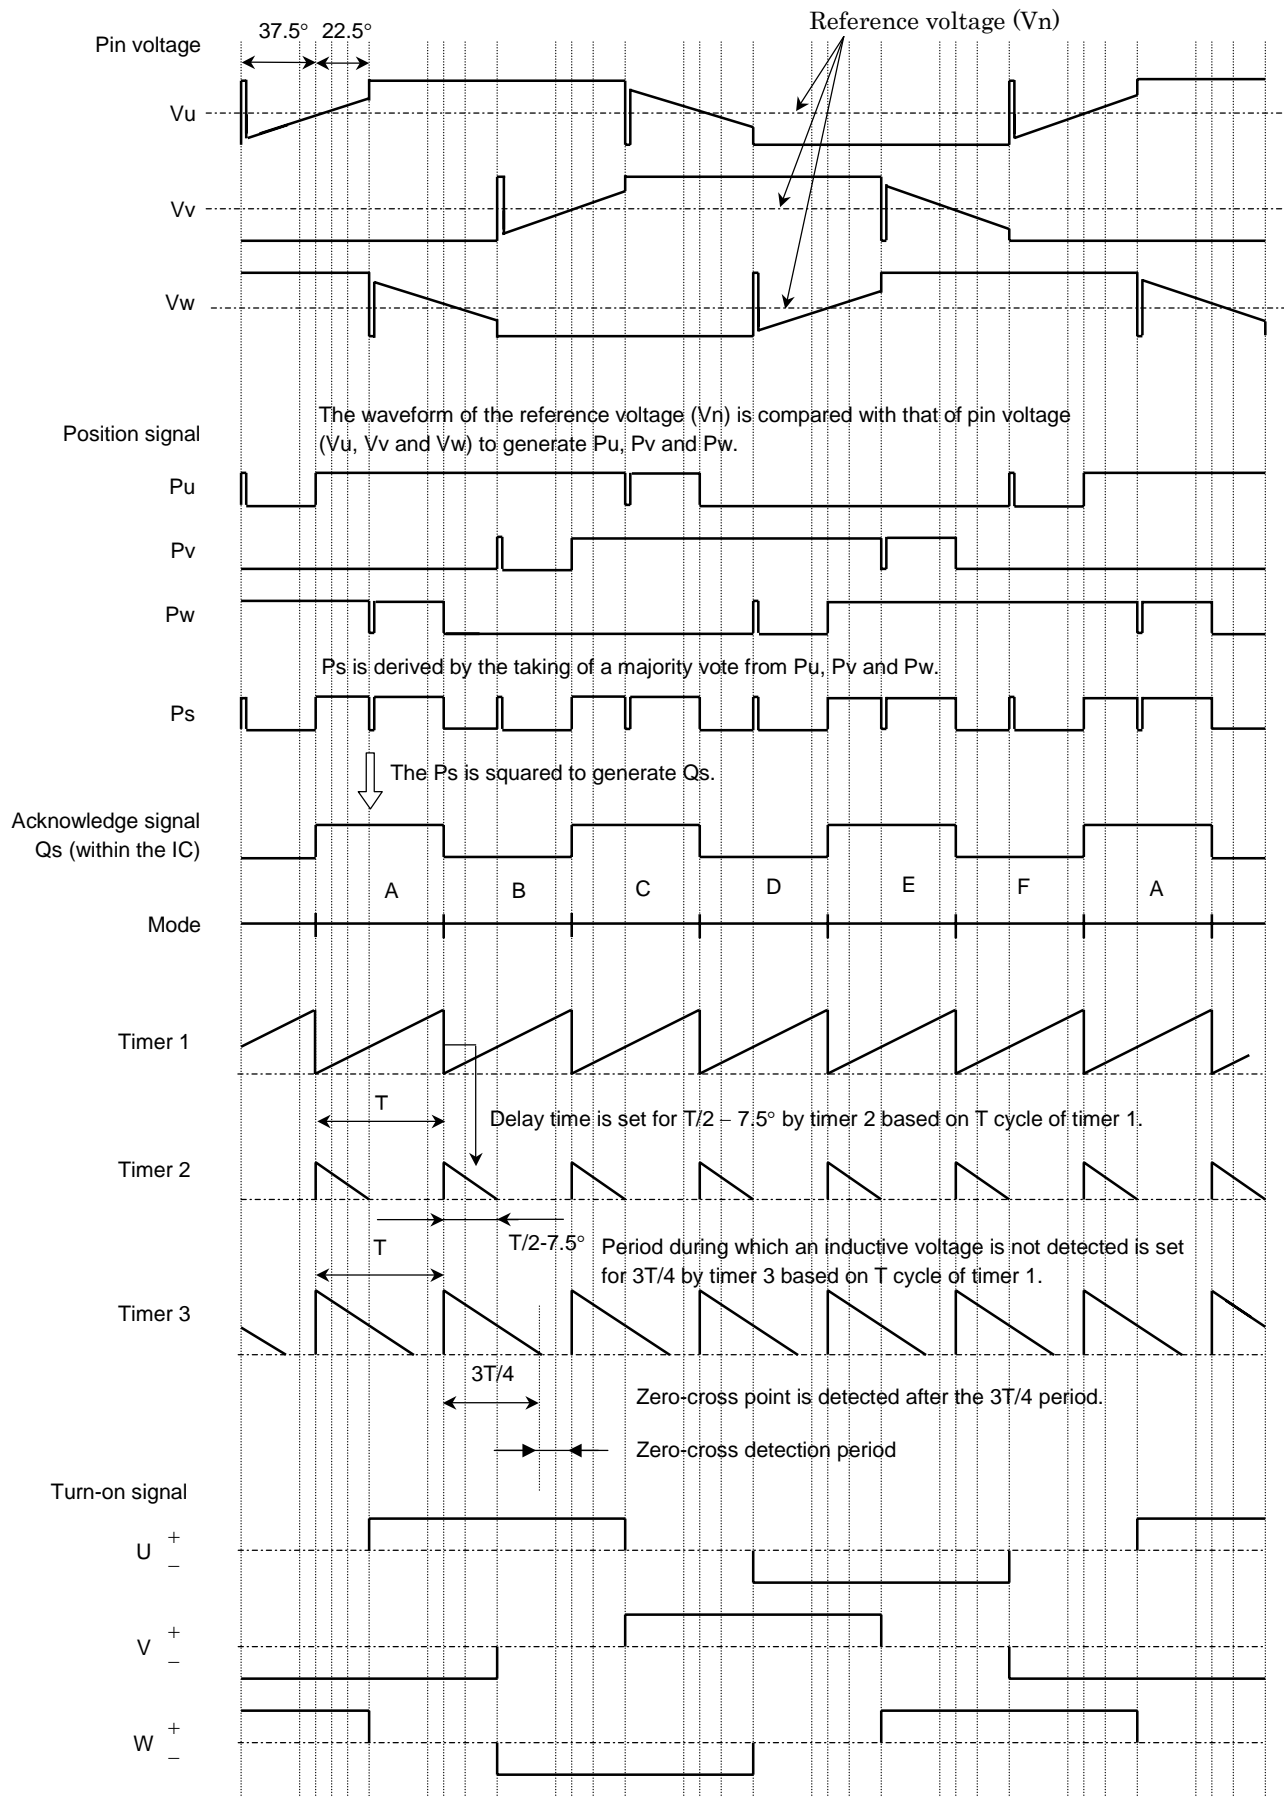 Reference voltage (Vn)
37.5° 22.5°
Pin voltage
Vu
Vv
Vw
The waveform of the reference voltage (Vn) is compared with that of pin voltage
(Vu, Vv and Vw) to generate Pu, Pv and Pw.
Position signal
Pu
Pv
Pw
Ps is derived by the taking of a majority vote from Pu, Pv and Pw.
Ps
The Ps is squared to generate Qs.
Acknowledge signal
Qs (within the IC)
A B C D E F A
Mode
Timer 1
T
Delay time is set for T/2 – 7.5° by timer 2 based on T cycle of timer 1.
Timer 2
T/2-7.5°
T
Period during which an inductive voltage is not detected is set
for 3T/4 by timer 3 based on T cycle of timer 1.
Timer 3
3T/4
Zero-cross point is detected after the 3T/4 period.
Zero-cross detection period
Turn-on signal
U + –
V + –
W + –